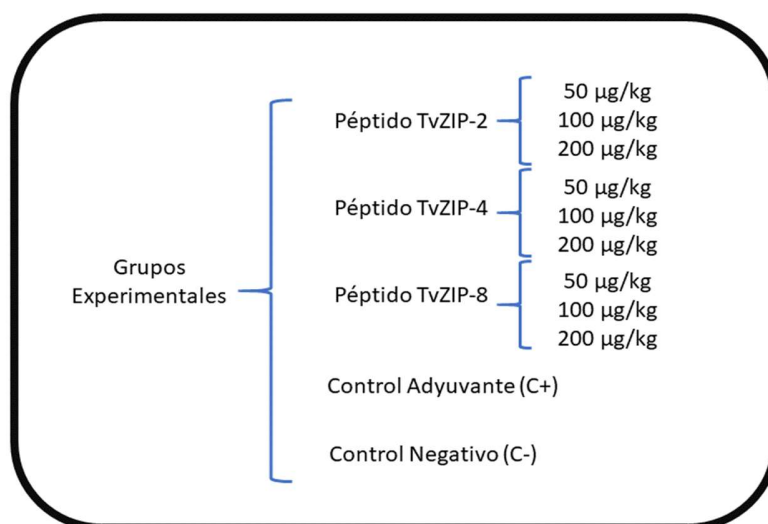 Grupos
Experimentales
Péptido TvZIP-2
50 µg/kg
100 µg/kg
200 µg/kg
Péptido TvZIP-4
50 µg/kg
100 µg/kg
200 µg/kg
Péptido TvZIP-8
50 µg/kg
100 µg/kg
200 µg/kg
Control Adyuvante (C+)
Control Negativo (C-)